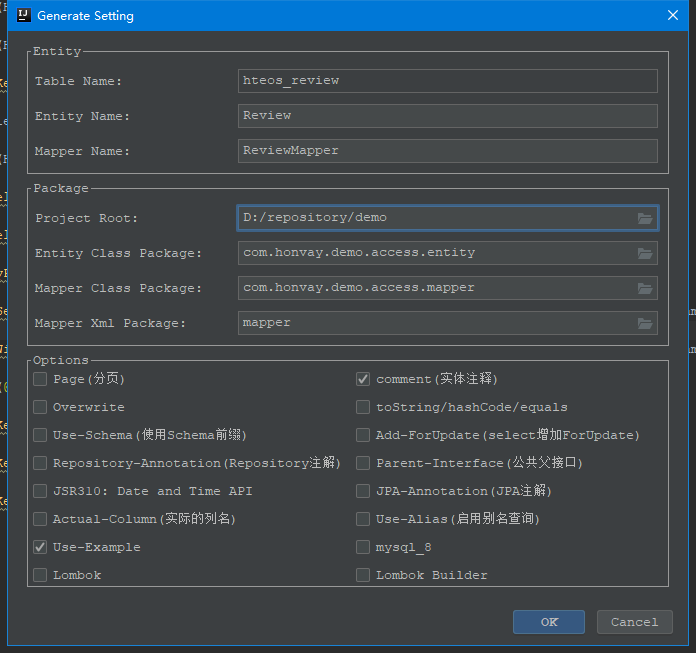 Generate Setting
Entity
Table Name: hteos_review
Entity Name: Review
Mapper Name: ReviewMapper
Package
Project Root: D:/repository/demo
Entity Class Package: com.honvay.demo.access.entity
Mapper Class Package: com.honvay.demo.access.mapper
Mapper Xml Package: mapper
Options
Page(分页) comment(实体注释)
Overwrite toString/hashCode/equals
Use-Schema(使用Schema前缀) Add-ForUpdate(select增加ForUpdate)
Repository-Annotation(Repository注解) Parent-Interface(公共父接口)
JSR310: Date and Time API JPA-Annotation(JPA注解)
Actual-Column(实际的列名) Use-Alias(启用别名查询)
Use-Example mysql_8
Lombok Lombok Builder
OK Cancel